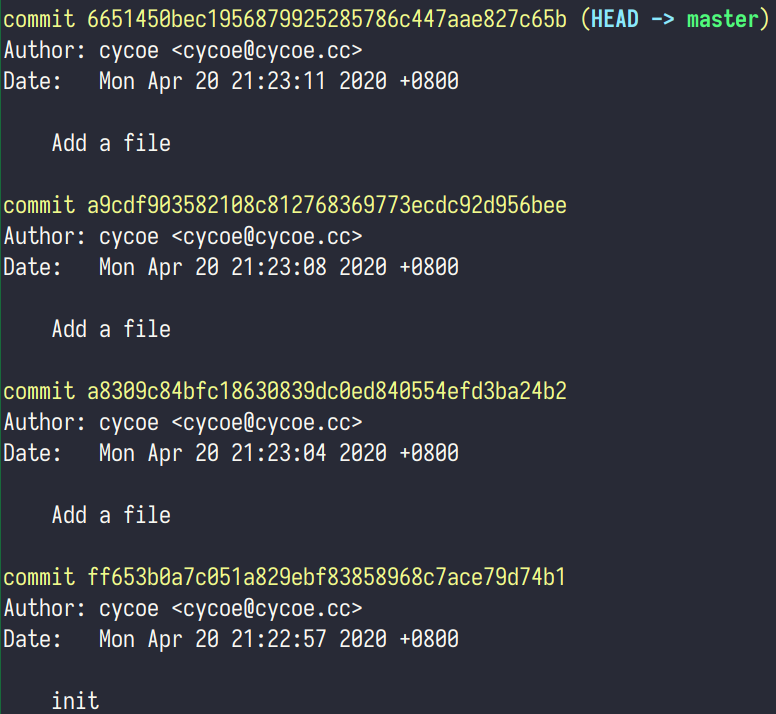 commit 6651450bec1956879925285786c447aae827c65b (HEAD -> master)
Author: cycoe <cycoe@cycoe.cc>
Date:   Mon Apr 20 21:23:11 2020 +0800
    Add a file
commit a9cdf903582108c812768369773ecdc92d956bee
Author: cycoe <cycoe@cycoe.cc>
Date:   Mon Apr 20 21:23:08 2020 +0800
    Add a file
commit a8309c84bfc18630839dc0ed840554efd3ba24b2
Author: cycoe <cycoe@cycoe.cc>
Date:   Mon Apr 20 21:23:04 2020 +0800
    Add a file
commit ff653b0a7c051a829ebf83858968c7ace79d74b1
Author: cycoe <cycoe@cycoe.cc>
Date:   Mon Apr 20 21:22:57 2020 +0800
    init